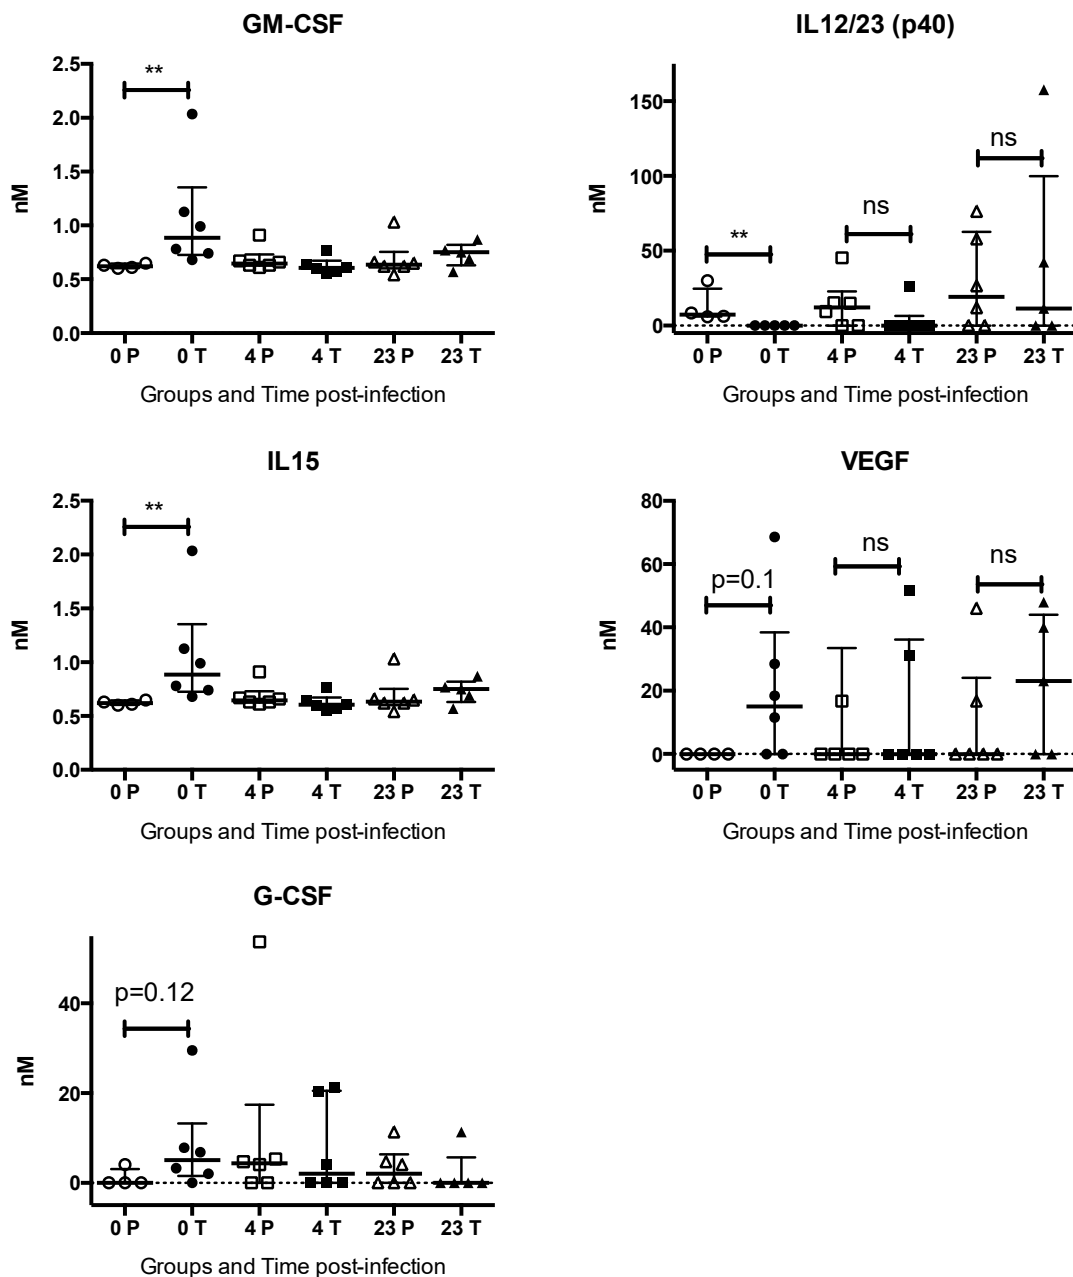 GM-CSF
**
2.5
2.0
1.5
1.0
0.5
0.0
nM
0 P 0 T 4 P 4 T 23 P 23 T
Groups and Time post-infection
IL12/23 (p40)
ns
ns
**
150
100
50
0
nM
0 P 0 T 4 P 4 T 23 P 23 T
Groups and Time post-infection
IL15
**
2.5
2.0
1.5
1.0
0.5
0.0
nM
0 P 0 T 4 P 4 T 23 P 23 T
Groups and Time post-infection
VEGF
ns
ns
p=0.1
80
60
40
20
0
nM
0 P 0 T 4 P 4 T 23 P 23 T
Groups and Time post-infection
G-CSF
p=0.12
40
20
0
nM
0 P 0 T 4 P 4 T 23 P 23 T
Groups and Time post-infection